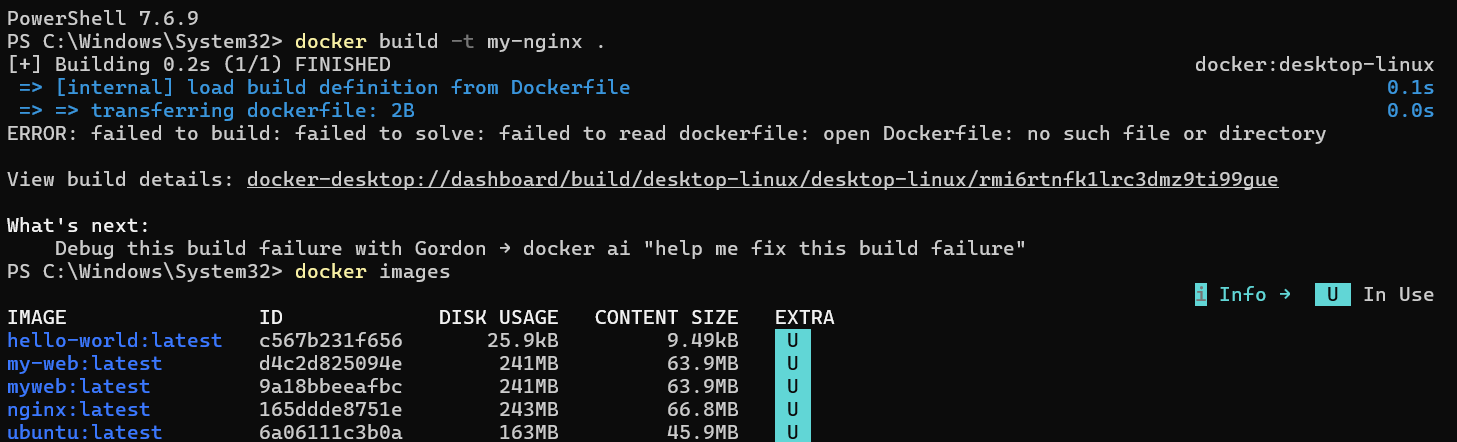 PowerShell 7.6.9
PS C:\Windows\System32> docker build -t my-nginx .
[+] Building 0.2s (1/1) FINISHED docker:desktop-linux
=> [internal] load build definition from Dockerfile 0.1s
=> => transferring dockerfile: 2B 0.0s
ERROR: failed to build: failed to solve: failed to read dockerfile: open Dockerfile: no such file or directory
View build details: docker-desktop://dashboard/build/desktop-linux/desktop-linux/rmi6rtnfk1lrc3dmz9ti99gue
What's next:
Debug this build failure with Gordon → docker ai "help me fix this build failure"
PS C:\Windows\System32> docker images
i Info → U In Use
IMAGE ID DISK USAGE CONTENT SIZE EXTRA
hello-world:latest c567b231f656 25.9kB 9.49kB U
my-web:latest d4c2d825094e 241MB 63.9MB U
myweb:latest 9a18bbeeafbc 241MB 63.9MB U
nginx:latest 165ddde8751e 243MB 66.8MB U
ubuntu:latest 6a06111c3b0a 163MB 45.9MB U